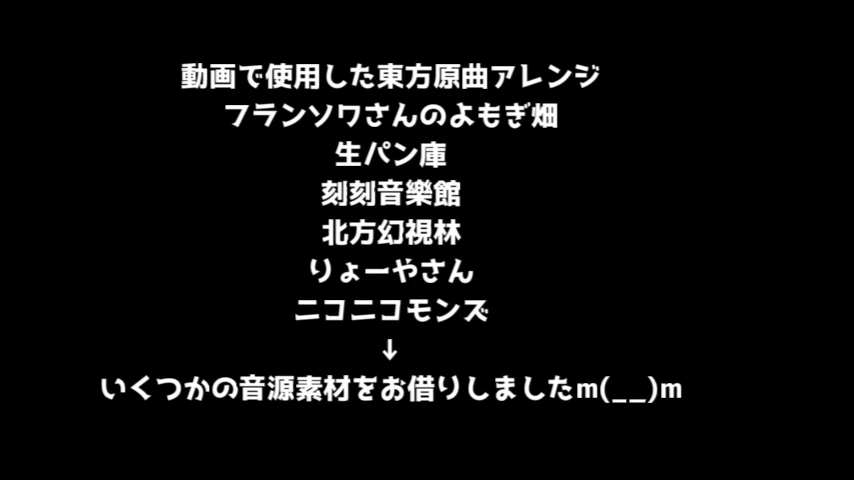 動画で使用した東方原曲アレンジ
フランソワさんのよもぎ畑
生パン庫
刻刻音樂館
北方幻視林
りょーやさん
ニコニコモンズ
↓
いくつかの音源素材をお借りしましたm(__)m